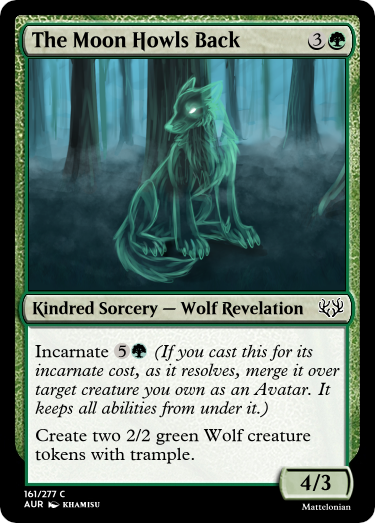 The Moon Howls Back 3
Kindred Sorcery — Wolf Revelation
Incarnate 5 (If you cast this for its
incarnate cost, as it resolves, merge it over
target creature you own as an Avatar. It
keeps all abilities from under it.)
Create two 2/2 green Wolf creature
tokens with trample.
4/3
161/277 C
AUR KHAMISU
Mattelonian